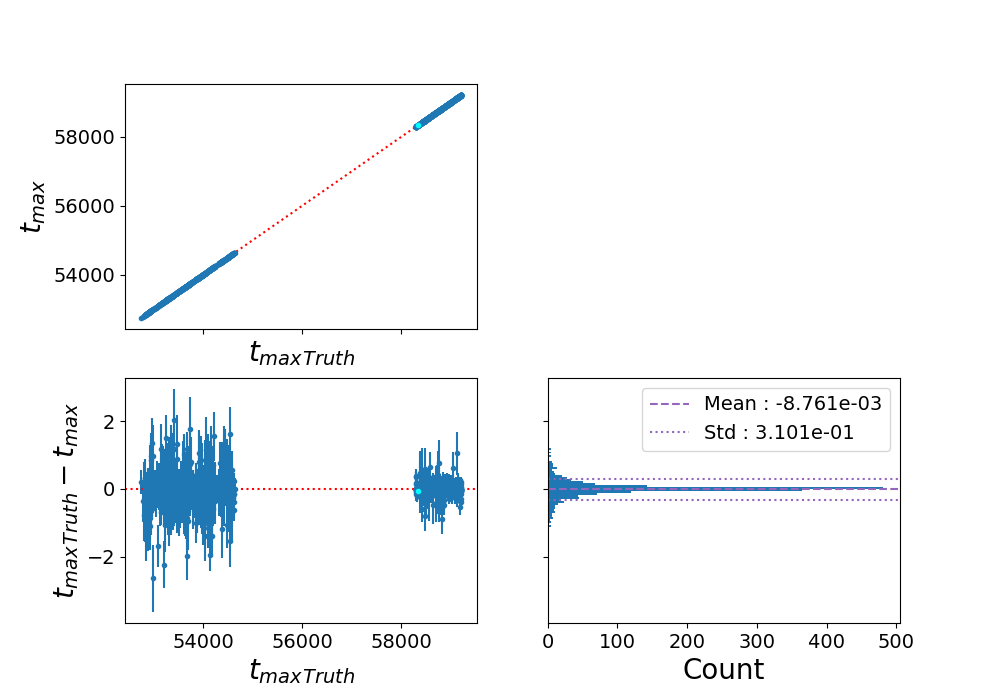 58000
56000
54000
t_max
t_maxTruth
2
0
−2
t_maxTruth − t_max
54000 56000 58000
t_maxTruth
Mean : -8.761e-03
Std : 3.101e-01
0 100 200 300 400 500
Count